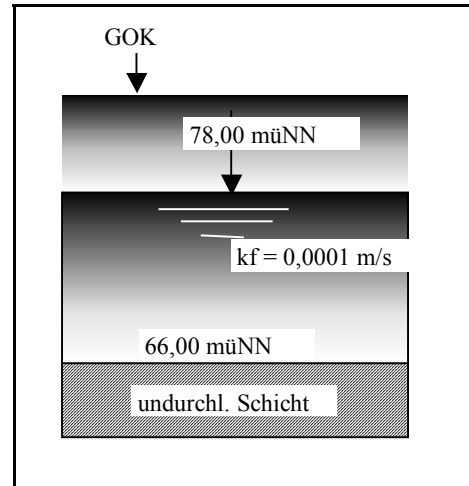 GOK
78,00 müNN
kf = 0,0001 m/s
66,00 müNN
undurchl. Schicht